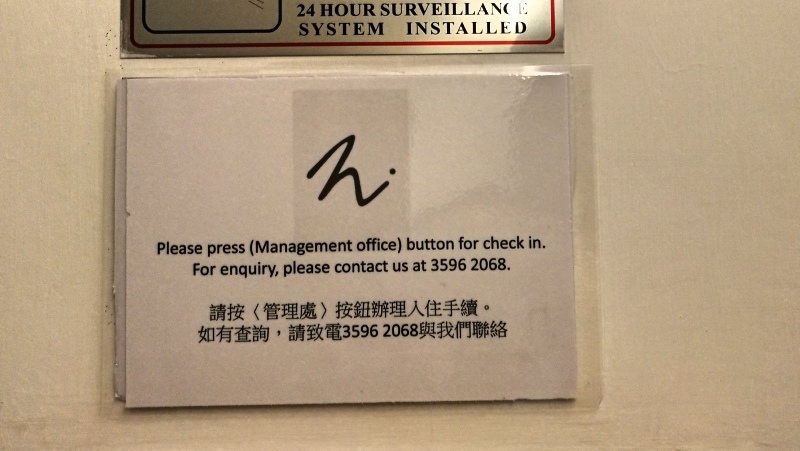 24 HOUR SURVEILLANCE
SYSTEM INSTALLED
h.
Please press (Management office) button for check in.
For enquiry, please contact us at 3596 2068.
請按〈管理處〉按鈕辦理入住手續。
如有查詢，請致電3596 2068與我們聯絡